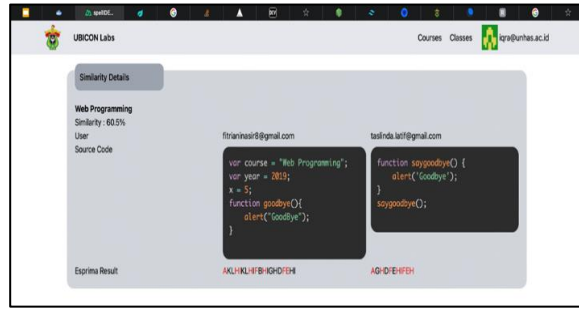 UBICON Labs
Courses Classes iqra@unhas.ac.id
Similarity Details
Web Programming
Similarity : 60.5%
User fitrianinasir8@gmail.com taslinda.latif@gmail.com
Source Code
var course = "Web Programming";
var year = 2019;
x = 5;
function goodbye(){
alert("GoodBye");
}
function saygoodbye() {
alert('Goodbye');
}
saygoodbye();
Esprima Result AKLHIKLHIFBHIGHDFEHI AGHDFEHIFEH